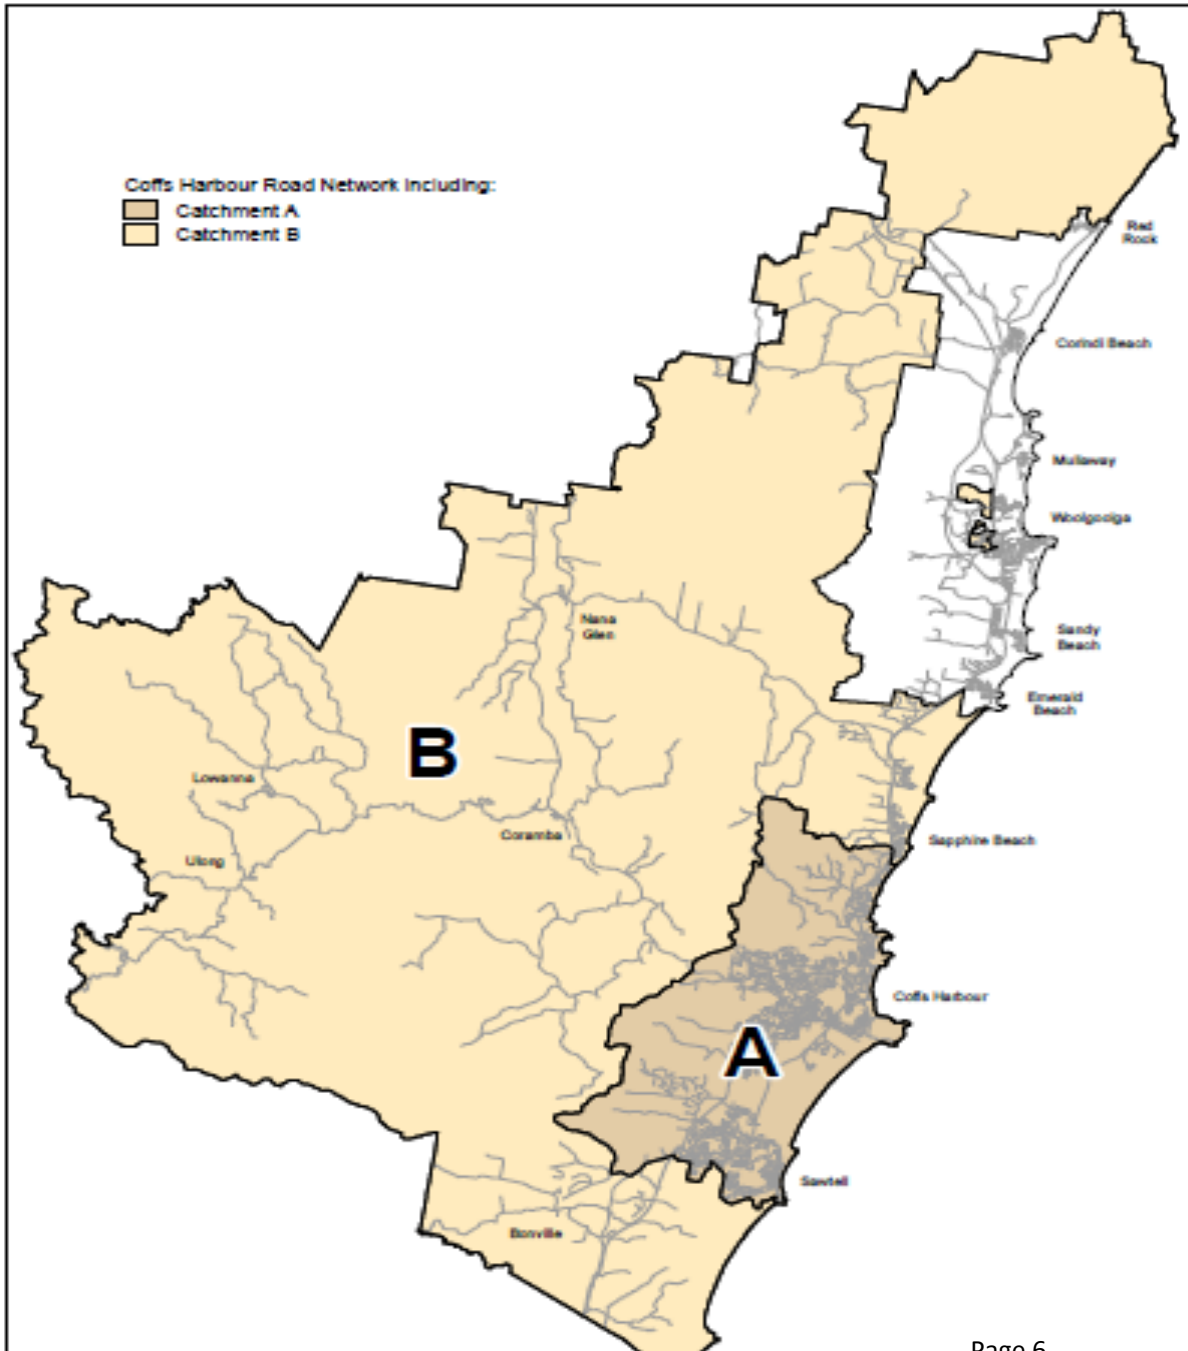 Coffs Harbour Road Network Including:
Catchment A
Catchment B
Red
Rock
Corindi Beach
Mullaway
Woolgoolga
Nana
Glen
Sandy
Beach
Emerald
Beach
B
Lowanna
Coramba
Sapphire Beach
Ulong
Coffs Harbour
A
Sawtell
Bonville
Page 6